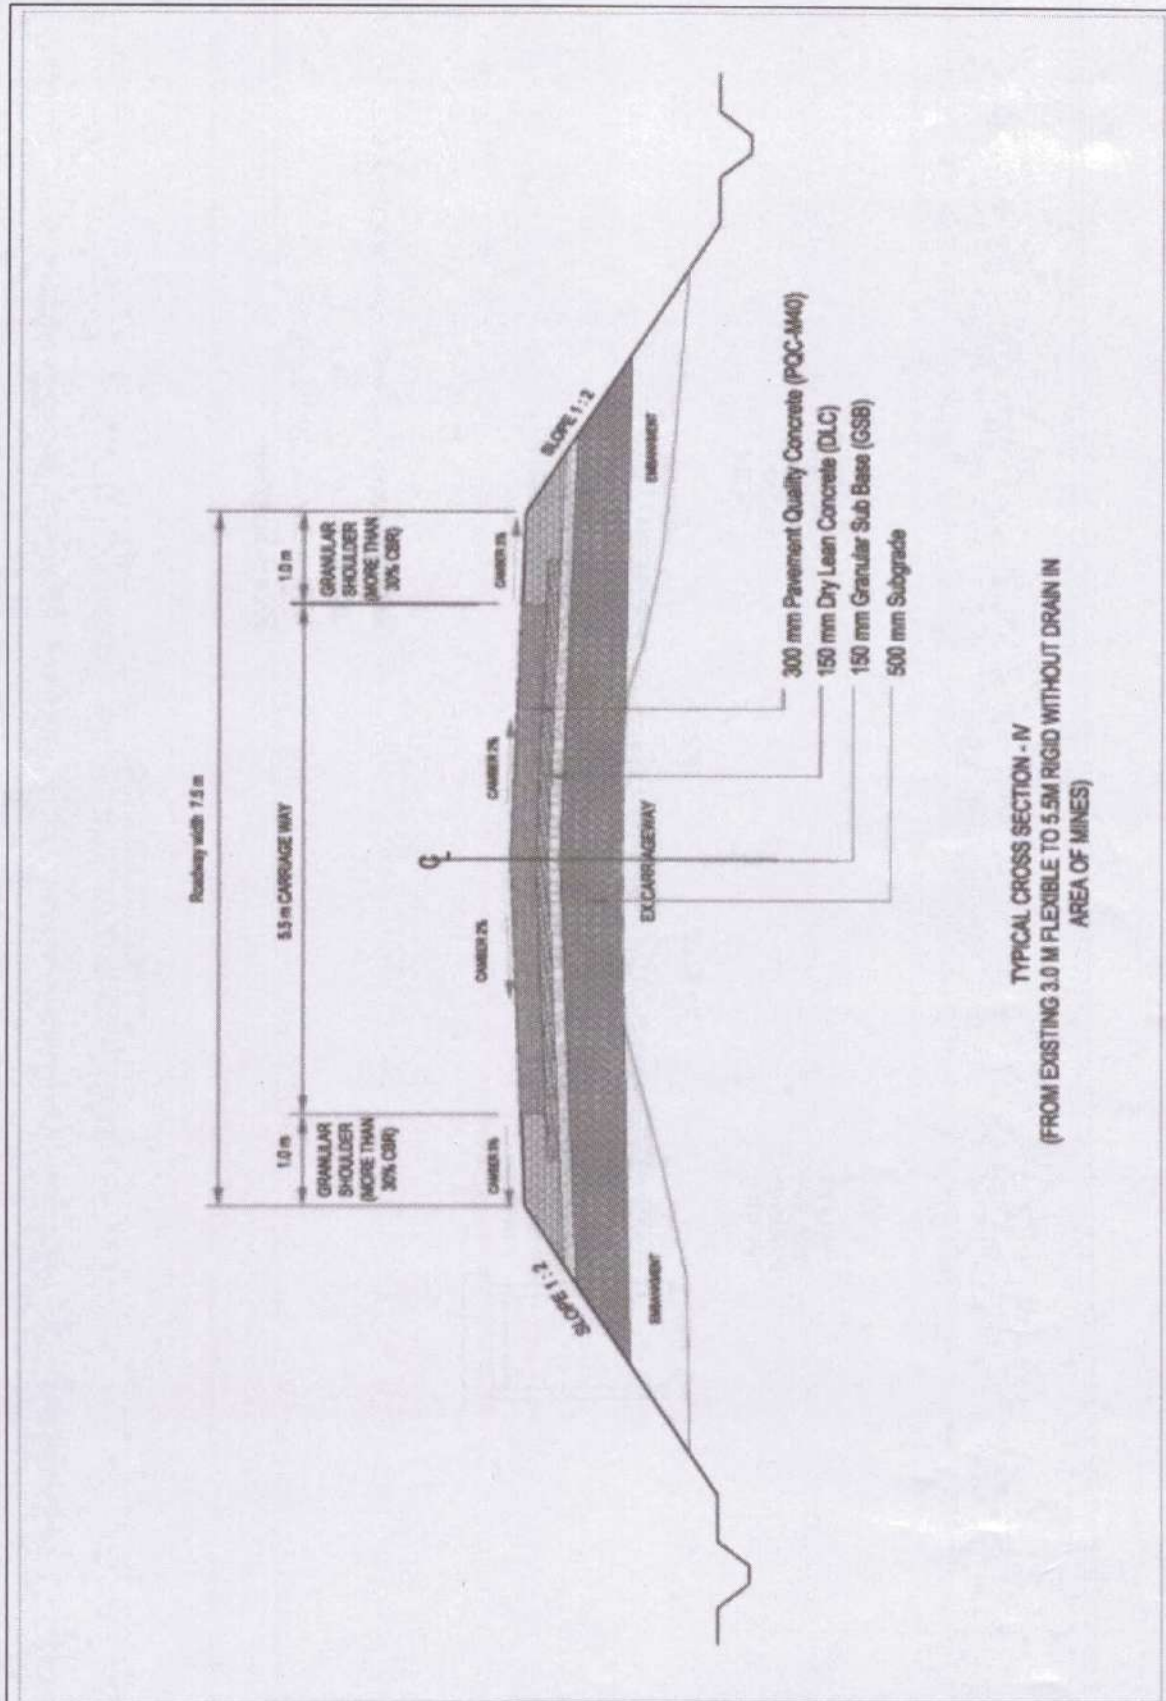 Roadway width 7.5 m
1.0 m
5.5 m CARRIAGE WAY
1.0 m
GRANULAR
SHOULDER
(MORE THAN
30% CBR)
GRANULAR
SHOULDER
(MORE THAN
30% CBR)
C
L
CAMBER 2%
CAMBER 2%
CAMBER
CAMBER
SLOPE 1 : 2
SLOPE 1 : 2
EMBANKMENT
EX.CARRIAGEWAY
EMBANKMENT
300 mm Pavement Quality Concrete (PQC-M40)
150 mm Dry Lean Concrete (DLC)
150 mm Granular Sub Base (GSB)
500 mm Subgrade
TYPICAL CROSS SECTION - IV
(FROM EXISTING 3.0 M FLEXIBLE TO 5.5M RIGID WITHOUT DRAIN IN
AREA OF MINES)